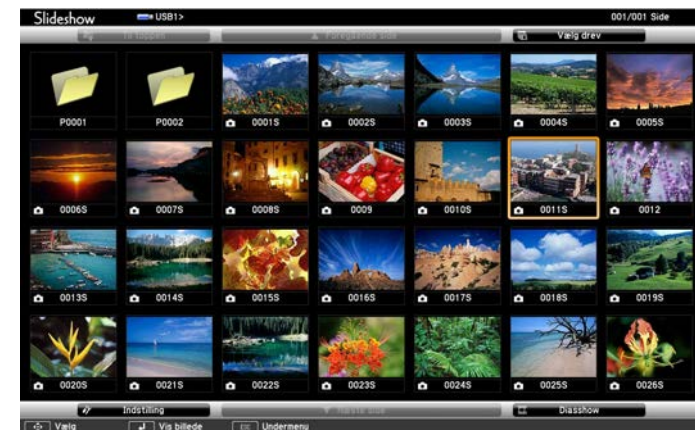 Slideshow USB1> 001/001 Side
Til toppen ▲ Foregående side Vælg drev
P0001 P0002 0001S 0002S 0003S 0004S 0005S
0006S 0007S 0008S 0009 0010S 0011S 0012
0013S 0014S 0015S 0016S 0017S 0018S 0019S
0020S 0021S 0022S 0023S 0024S 0025S 0026S
Indstilling ▼ Næste side Diasshow
Vælg Vis billede ESC Undermenu